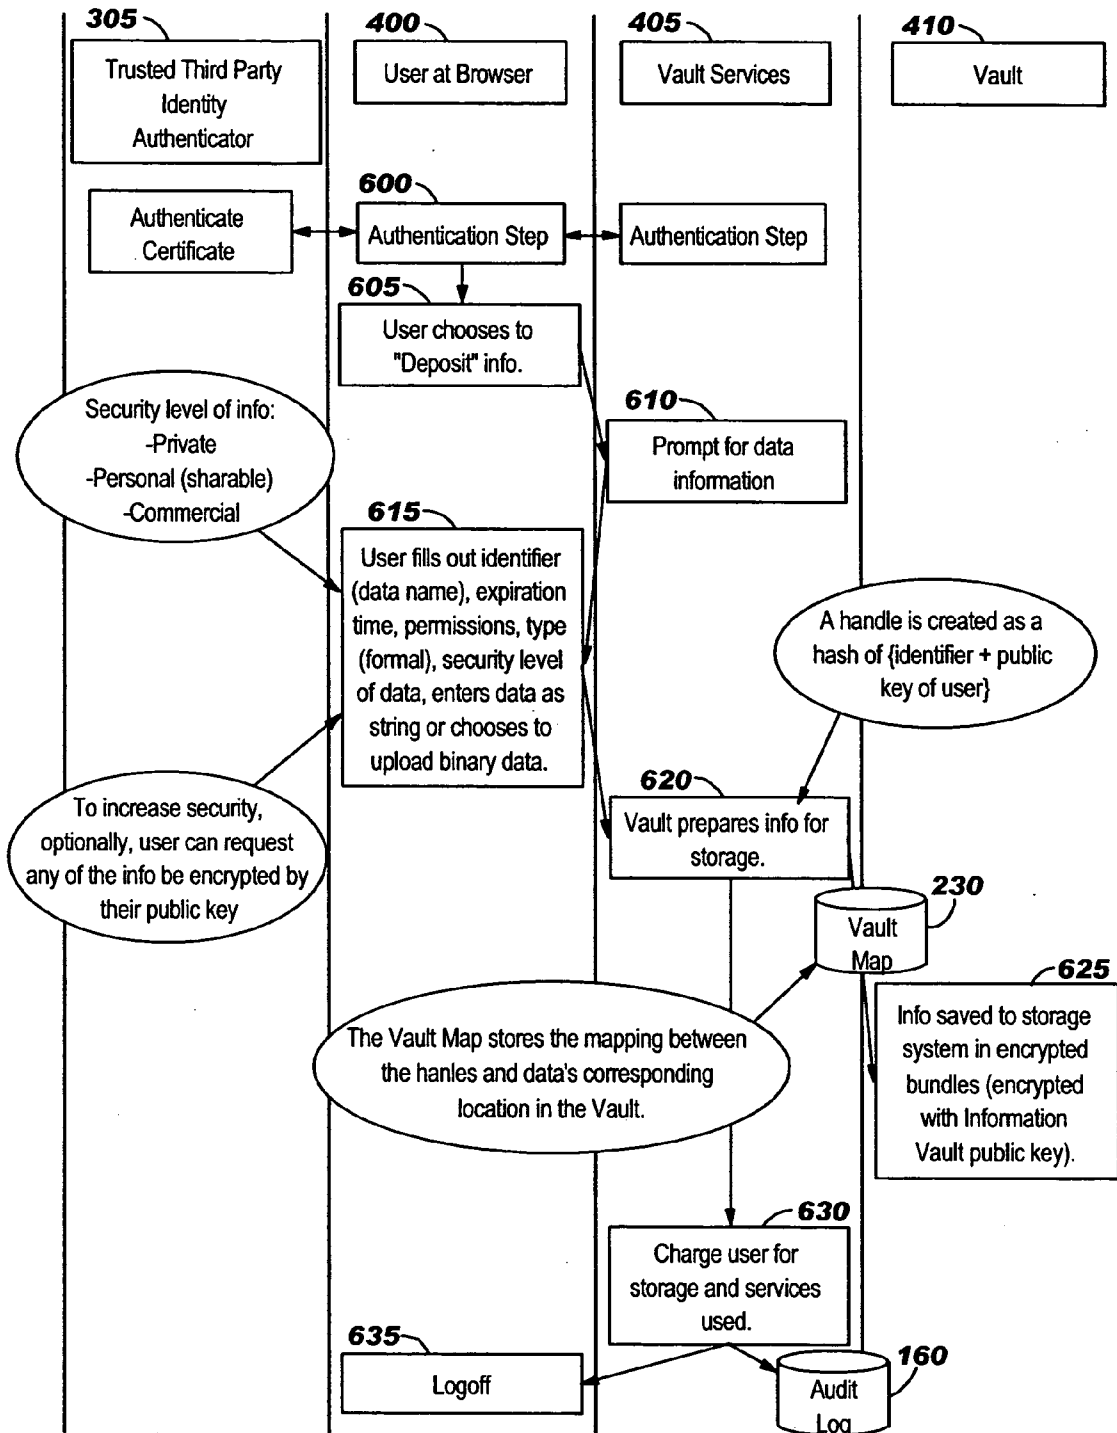 305
400
405
410
Trusted Third Party
Identity
Authenticator
User at Browser
Vault Services
Vault
600
Authenticate
Certificate
Authentication Step
Authentication Step
605
User chooses to
"Deposit" info.
Security level of info:
-Private
-Personal (sharable)
-Commercial
610
Prompt for data
information
615
User fills out identifier
(data name), expiration
time, permissions, type
(formal), security level
of data, enters data as
string or chooses to
upload binary data.
A handle is created as a
hash of {identifier + public
key of user}
To increase security,
optionally, user can request
any of the info be encrypted by
their public key
620
Vault prepares info for
storage.
230
Vault
Map
625
Info saved to storage
system in encrypted
bundles (encrypted
with Information
Vault public key).
The Vault Map stores the mapping between
the hanles and data's corresponding
location in the Vault.
630
Charge user for
storage and services
used.
635
Logoff
160
Audit
Log